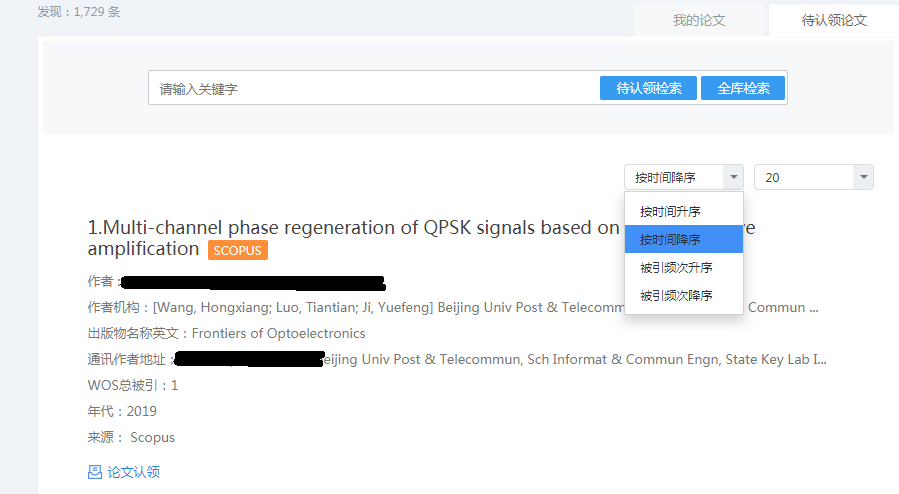 发现：1,729 条
我的论文
待认领论文
请输入关键字
待认领检索
全库检索
按时间降序
20
按时间升序
按时间降序
被引频次升序
被引频次降序
1.Multi-channel phase regeneration of QPSK signals based on
amplification SCOPUS
作者：
作者机构：[Wang, Hongxiang; Luo, Tiantian; Ji, Yuefeng] Beijing Univ Post & Telecomm Commun ...
出版物名称英文：Frontiers of Optoelectronics
通讯作者地址： eijing Univ Post & Telecommun, Sch Informat & Commun Engn, State Key Lab I...
WOS总被引：1
年代：2019
来源： Scopus
论文认领